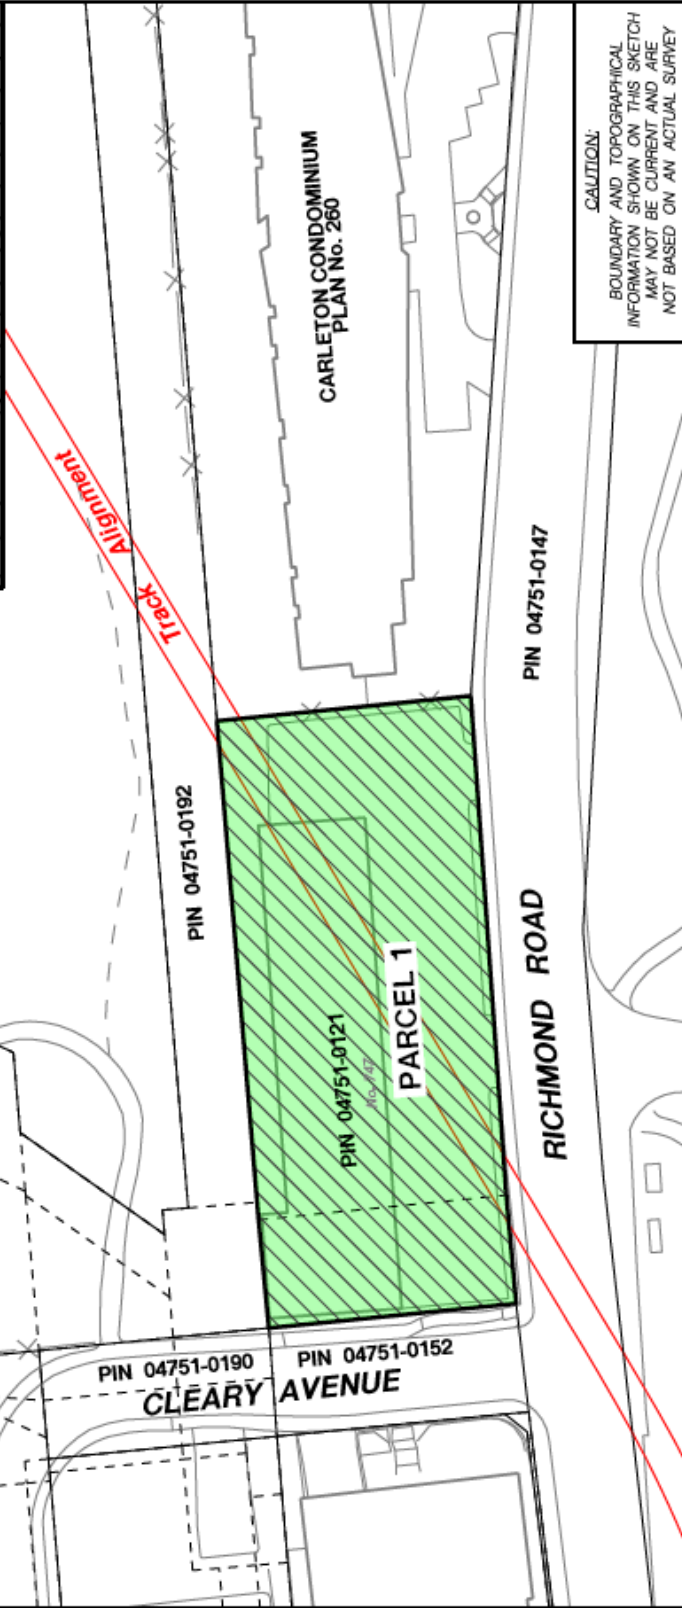 CAUTION:
BOUNDARY AND TOPOGRAPHICAL
INFORMATION SHOWN ON THIS SKETCH
MAY NOT BE CURRENT AND ARE
NOT BASED ON AN ACTUAL SURVEY
CARLETON CONDOMINIUM
PLAN No. 260
Track Alignment
PIN 04751-0147
PIN 04751-0192
RICHMOND ROAD
PARCEL 1
PIN 04751-0121
No. 747
PIN 04751-0190
PIN 04751-0152
CLEARY AVENUE